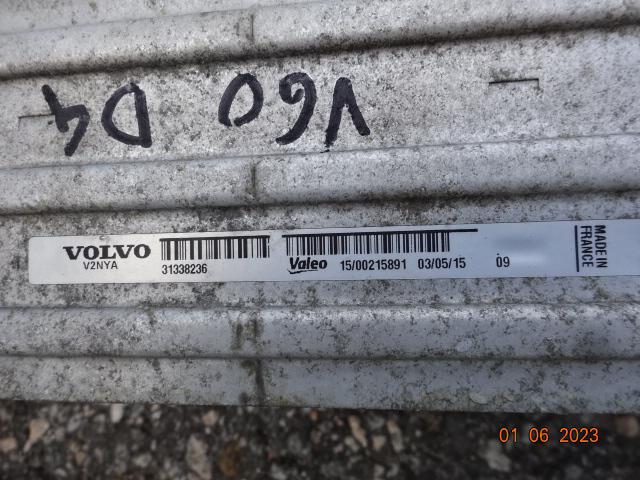 V60 D4
VOLVO
V2NYA
31338236
Valeo 15/00215891 03/05/15 09
MADE IN
FRANCE
01 06 2023